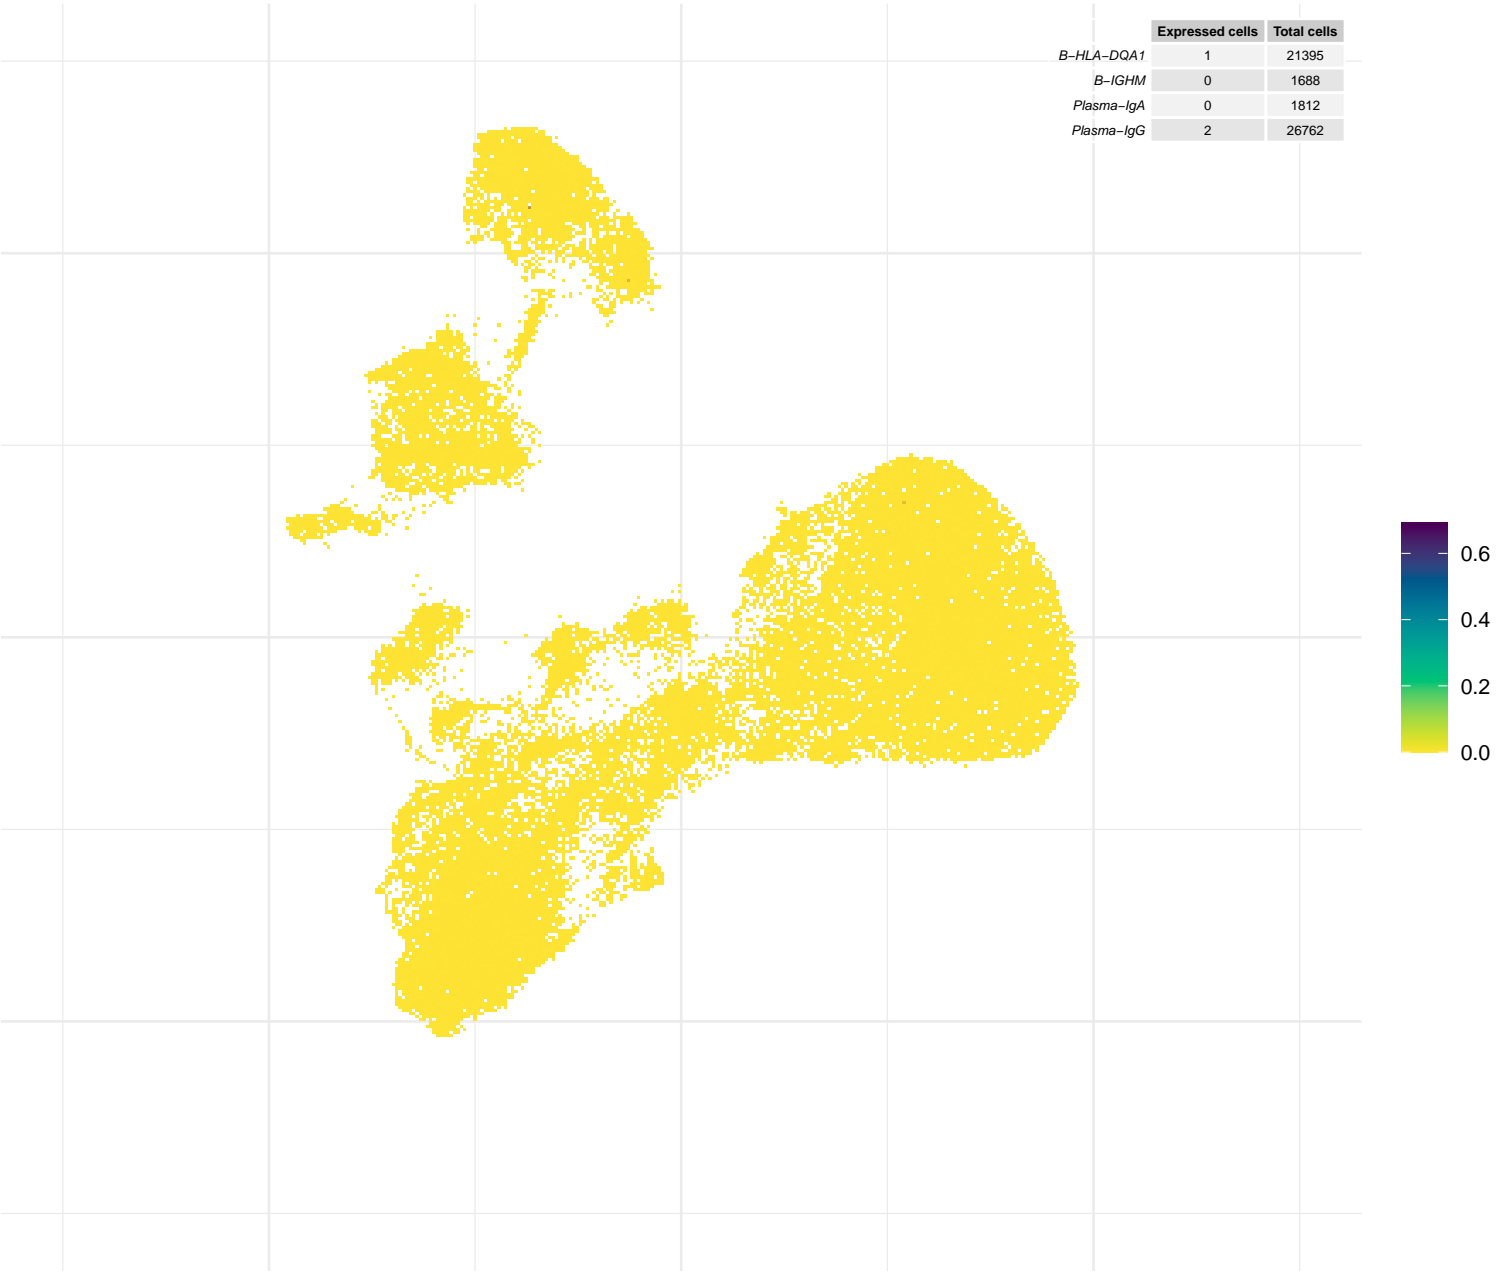 Expressed cells Total cells
B−HLA−DQA1 1 21395
B−IGHM 0 1688
Plasma−IgA 0 1812
Plasma−IgG 2 26762
0.6
0.4
0.2
0.0